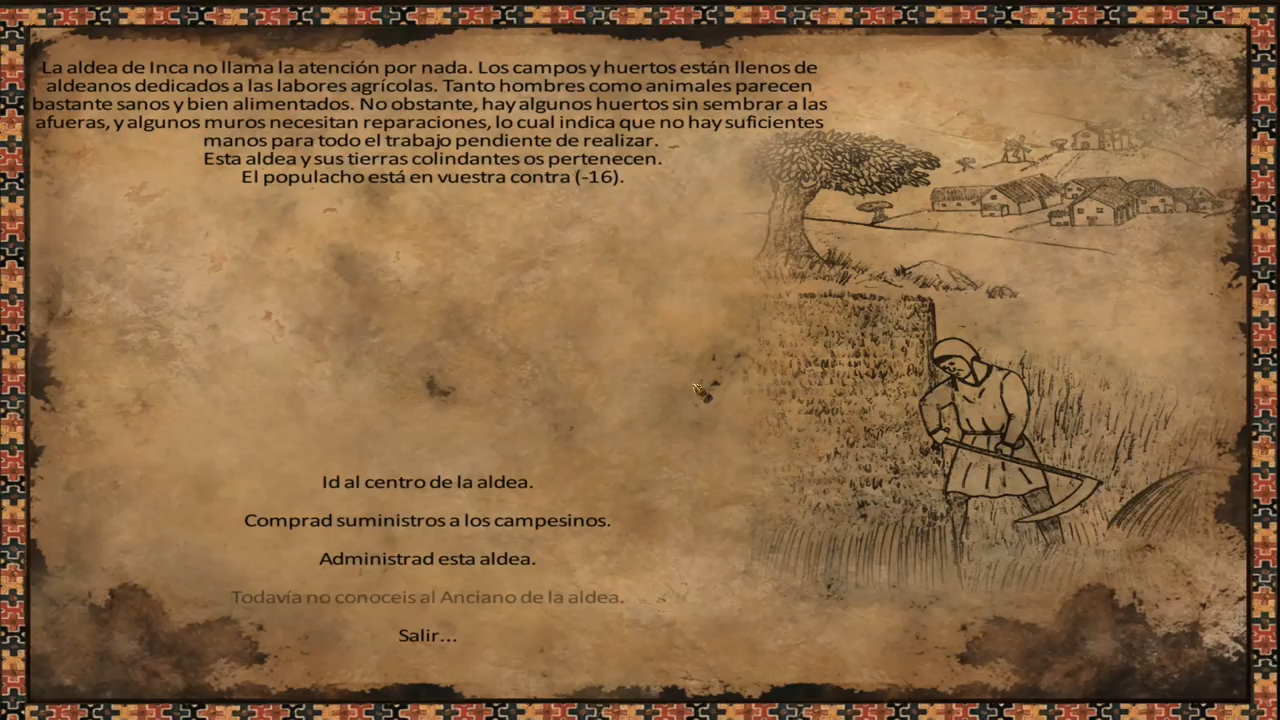 La aldea de Inca no llama la atención por nada. Los campos y huertos están llenos de
aldeanos dedicados a las labores agrícolas. Tanto hombres como animales parecen
bastante sanos y bien alimentados. No obstante, hay algunos huertos sin sembrar a las
afueras, y algunos muros necesitan reparaciones, lo cual indica que no hay suficientes
manos para todo el trabajo pendiente de realizar.
Esta aldea y sus tierras colindantes os pertenecen.
El populacho está en vuestra contra (-16).
Id al centro de la aldea.
Comprad suministros a los campesinos.
Administrad esta aldea.
Todavía no conoceis al Anciano de la aldea.
Salir...